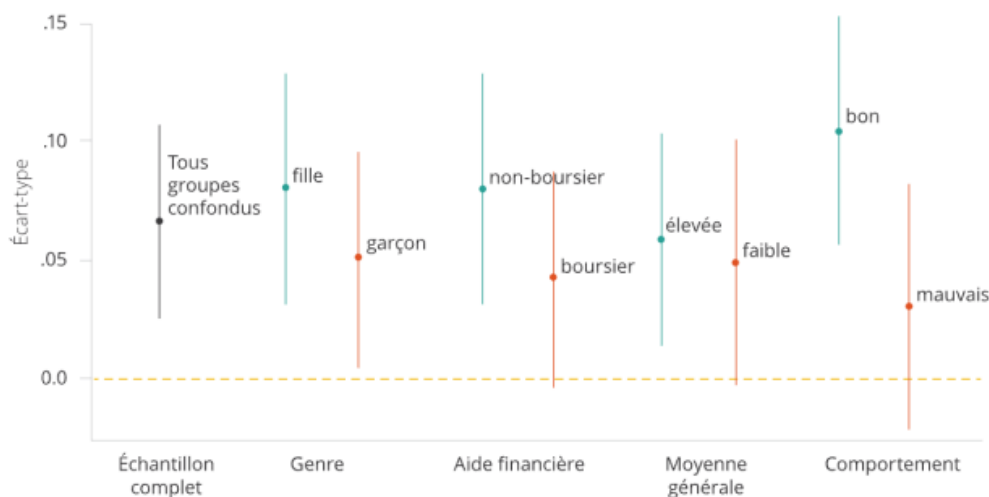 .15
.10
.05
0.0
Écart-type
Tous
groupes
confondus
fille
garçon
non-boursier
boursier
élevée
faible
bon
mauvais
Échantillon
complet
Genre
Aide financière
Moyenne
générale
Comportement